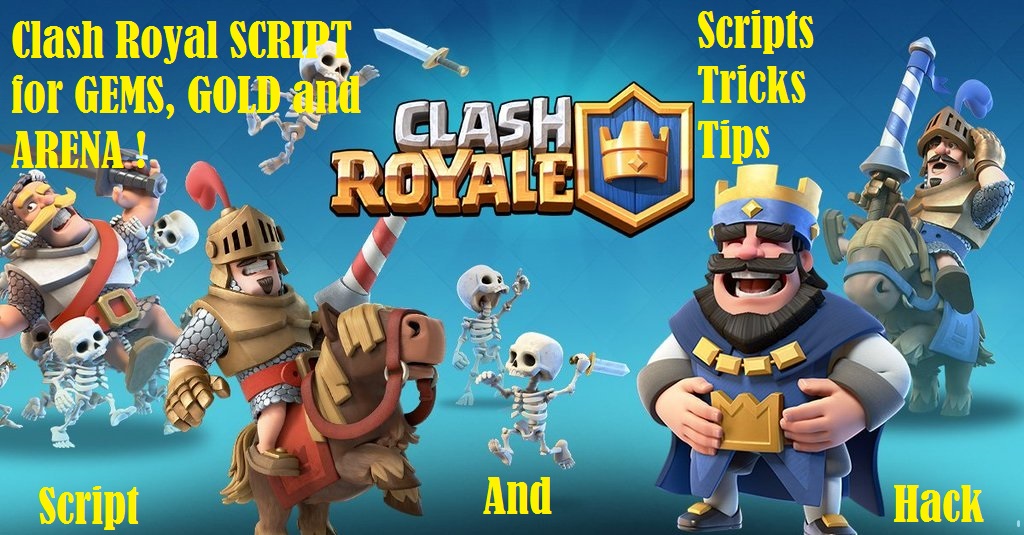 Clash Royal SCRIPT
for GEMS, GOLD and
ARENA !
Scripts
Tricks
Tips
CLASH
ROYALE
Script
And
Hack